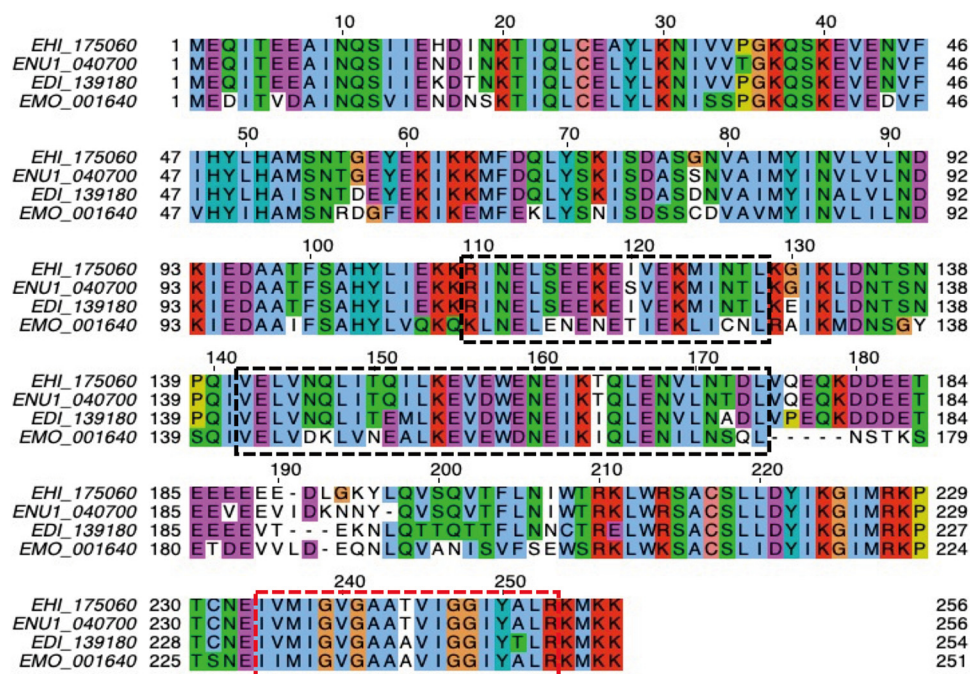 10 20 30 40
EHI_175060 1 MEQITEEAINQSIIEHDINKTIQLCEAYLKNIVVPGKQSKEVENVF 46
ENU1_040700 1 MEQITEEAINQSIIENDINKTIQLCELYLKNIVVTGKQSKEVENVF 46
EDI_139180 1 MEQITEEAINQSIIEKDTNKTIQLCELYLKNIVVPGKQSKEVENVF 46
EMO_001640 1 MEDITVDAINQSVIENDNSKTIQLCELYLKNISSPGKQSKEVEDVF 46
50 60 70 80 90
EHI_175060 47 IHYLHAMSNTGEYEKIKKMFDQLYSKISDASGNVAIMYINVLVLND 92
ENU1_040700 47 IHYLHAMSNTGEYEKIKKMFDQLYSKISDASSNVAIMYINVLVLND 92
EDI_139180 47 IHYLHAMSNTDEYEKIKKMFDQLYSKISDASDNVAIMYINALVLND 92
EMO_001640 47 VHYIHAMSNRDGFEKIKEMFEKLYSNISDSSCDVAVMYINVLILND 92
100 110 120 130
EHI_175060 93 KIEDAATFSAHYLIEKKRINELSEEKEIVEKMINTLKGIKLDNTSN 138
ENU1_040700 93 KIEDAATFSAHYLIEKKRINELSEEKESVEKMINTLKGIKLDNTSN 138
EDI_139180 93 KIEDAATFSAHYLIEKKRINELSEEKEIVEKMINTLKEIKLDNTSN 138
EMO_001640 93 KIEDAAIFSAHYLVQKQKLNELENENETIEKLICNLRAIKMDNSGY 138
140 150 160 170 180
EHI_175060 139 PQIVELVNQLITQILKEVEWENEIKTQLENVLNTDLVQEQKDDEET 184
ENU1_040700 139 PQIVELVNQLITQILKEVDWENEIKTQLENVLNTDLVQEQKDDEET 184
EDI_139180 139 PQIVELVNQLITEMLKEVEWENEIKTQLENVLNADLVPEQKDDEET 184
EMO_001640 139 SQIVELVDKLVNEALKEVEWDNEIKIQLENILNSQL-----NSTKS 179
190 200 210 220
EHI_175060 185 EEEEEE-DLGKYLQVSQVTFLNIWTRKLWRSACSLLDYIKGIMRKP 229
ENU1_040700 185 EEVEEVIDKNNY-QVSQVTFLNIWTRKLWRSACSLLDYIKGIMRKP 229
EDI_139180 185 EEEEVT---EKNLQTTQTTFLNNCTRELWRSACSLLDYIKGIMRKP 227
EMO_001640 180 ETDEVVLD-EQNLQVANISVFSEWSRKLWKSACSLIDYIKGIMRKP 224
240 250
EHI_175060 230 TCNEIVMIGVGAATVIGGIYALRKMKK 256
ENU1_040700 230 TCNEIVMIGVGAATVIGGIYALRKMKK 256
EDI_139180 228 TCNEIVMIGVGAAAVIGGIYTLRKMKK 254
EMO_001640 225 TSNEIIMIGVGAAAVIGGIYALRKMKK 251